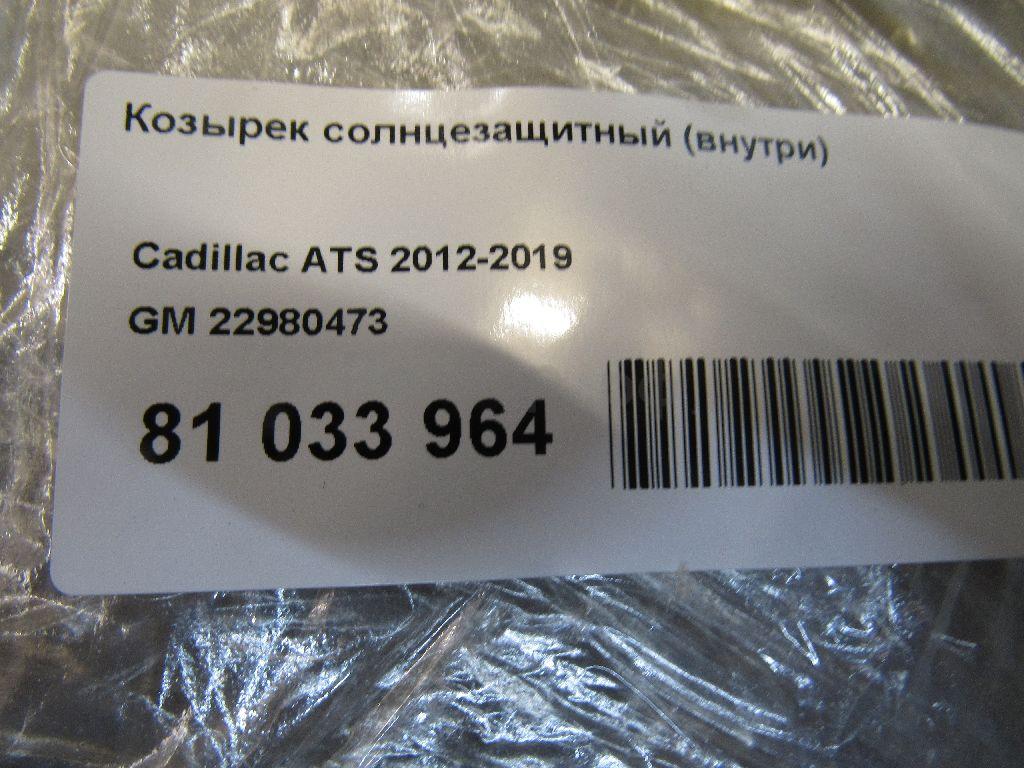 Козырек солнцезащитный (внутри)
Cadillac ATS 2012-2019
GM 22980473
81 033 964